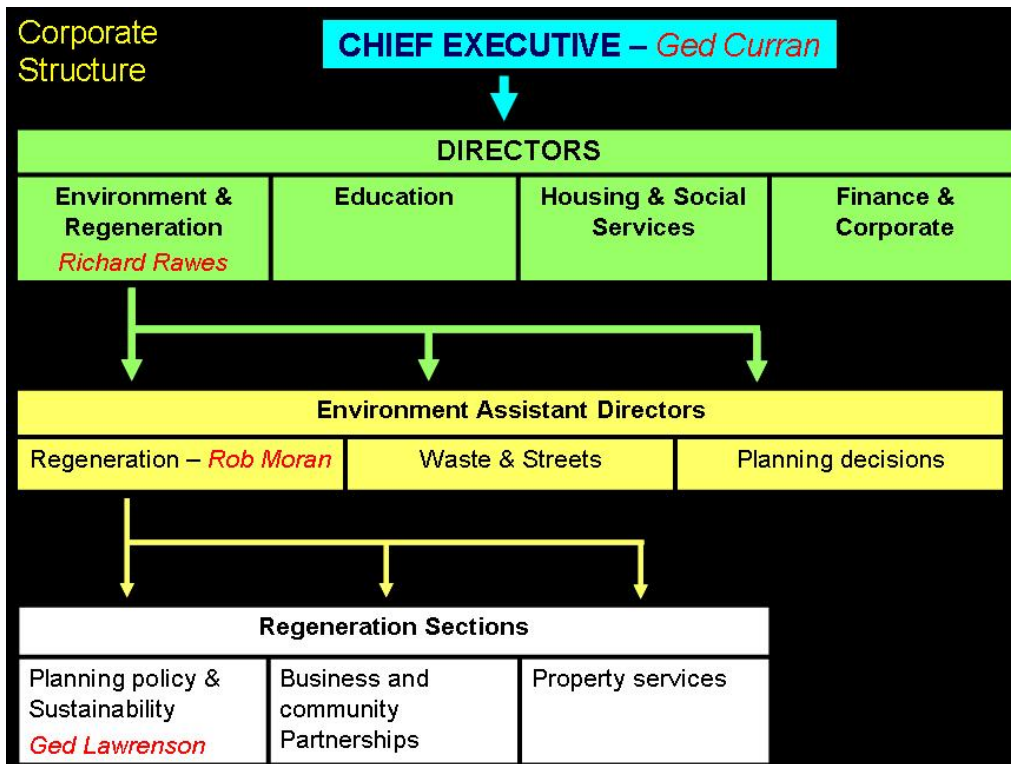 Corporate
Structure
CHIEF EXECUTIVE – Ged Curran
DIRECTORS
Environment &
Regeneration
Richard Rawes
Education
Housing & Social
Services
Finance &
Corporate
Environment Assistant Directors
Regeneration – Rob Moran
Waste & Streets
Planning decisions
Regeneration Sections
Planning policy &
Sustainability
Ged Lawrenson
Business and
community
Partnerships
Property services